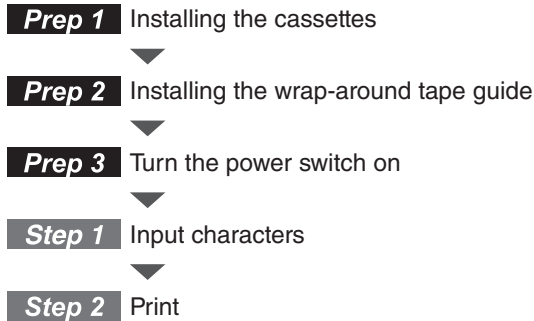 Prep 1 Installing the cassettes
Prep 2 Installing the wrap-around tape guide
Prep 3 Turn the power switch on
Step 1 Input characters
Step 2 Print